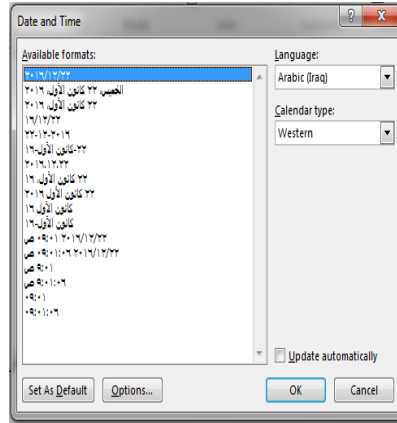 Date and Time
Available formats:
٢٠١٦/١٢/٢٢
الخميس، ٢٢ كانون الأول، ٢٠١٦
٢٢ كانون الأول، ٢٠١٦
١٦/١٢/٢٢
٢٢-١٢-٢٠١٦
٢٢-كانون الأول-١٦
٢٠١٦.١٢.٢٢
٢٢ كانون الأول، ١٦
٢٢ كانون الأول ٢٠١٦
كانون الأول ١٦
كانون الأول-١٦
٢٠١٦/١٢/٢٢ ٠٩:٠١ ص
٢٠١٦/١٢/٢٢ ٠٩:٠١:٠٦ ص
٩:٠١ ص
٩:٠١:٠٦ ص
٠٩:٠١
٠٩:٠١:٠٦
Language:
Arabic (Iraq)
Calendar type:
Western
Update automatically
Set As Default
Options...
OK
Cancel